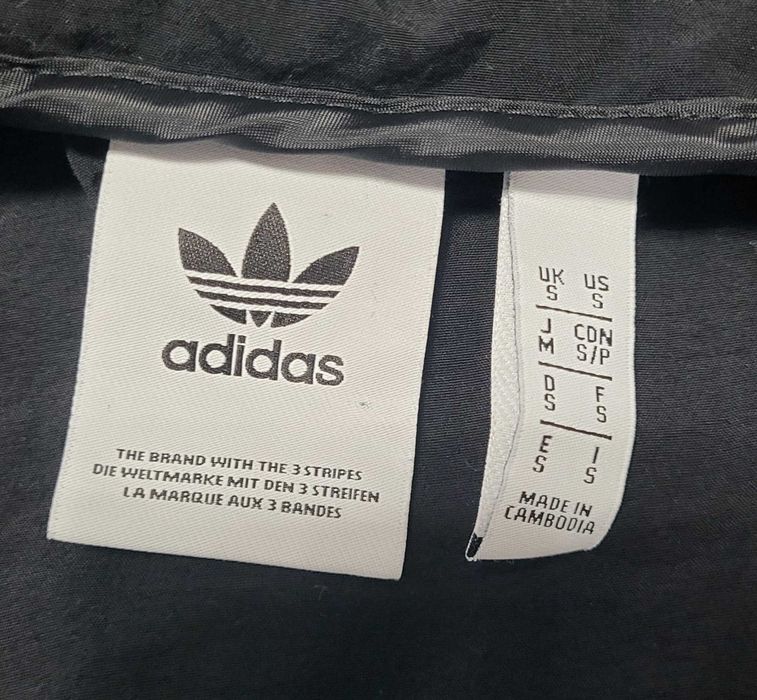 adidas
THE BRAND WITH THE 3 STRIPES
DIE WELTMARKE MIT DEN 3 STREIFEN
LA MARQUE AUX 3 BANDES
UK US
S S
J CDN
M S/P
D F
S S
E I
S S
MADE IN
CAMBODIA